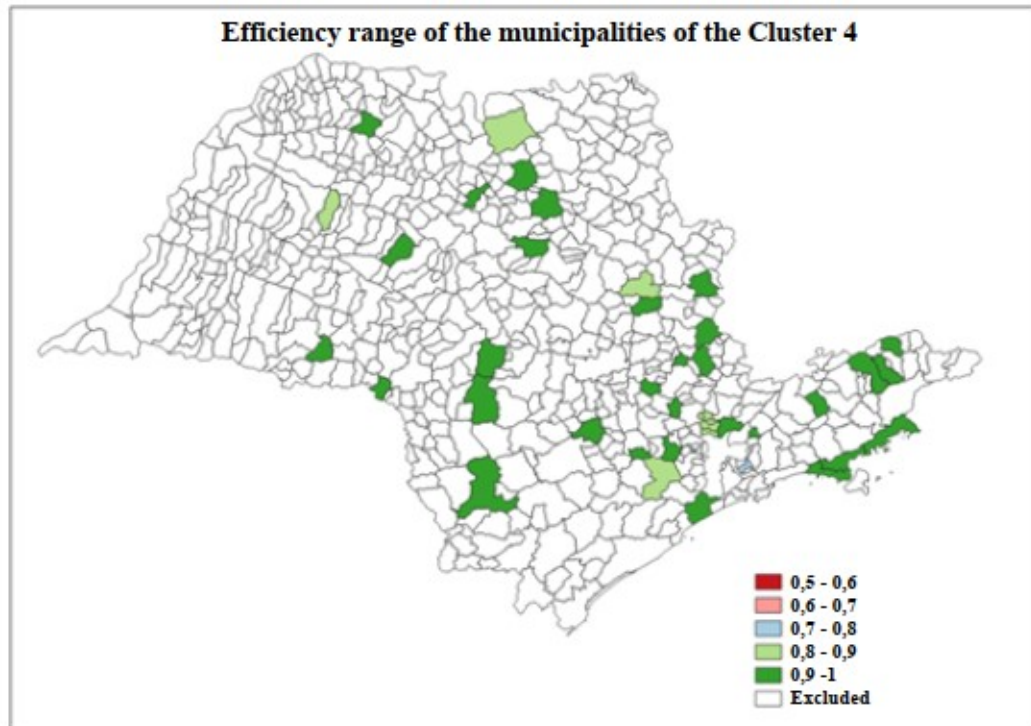 Efficiency range of the municipalities of the Cluster 4
0,5 - 0,6
0,6 - 0,7
0,7 - 0,8
0,8 - 0,9
0,9 -1
Excluded